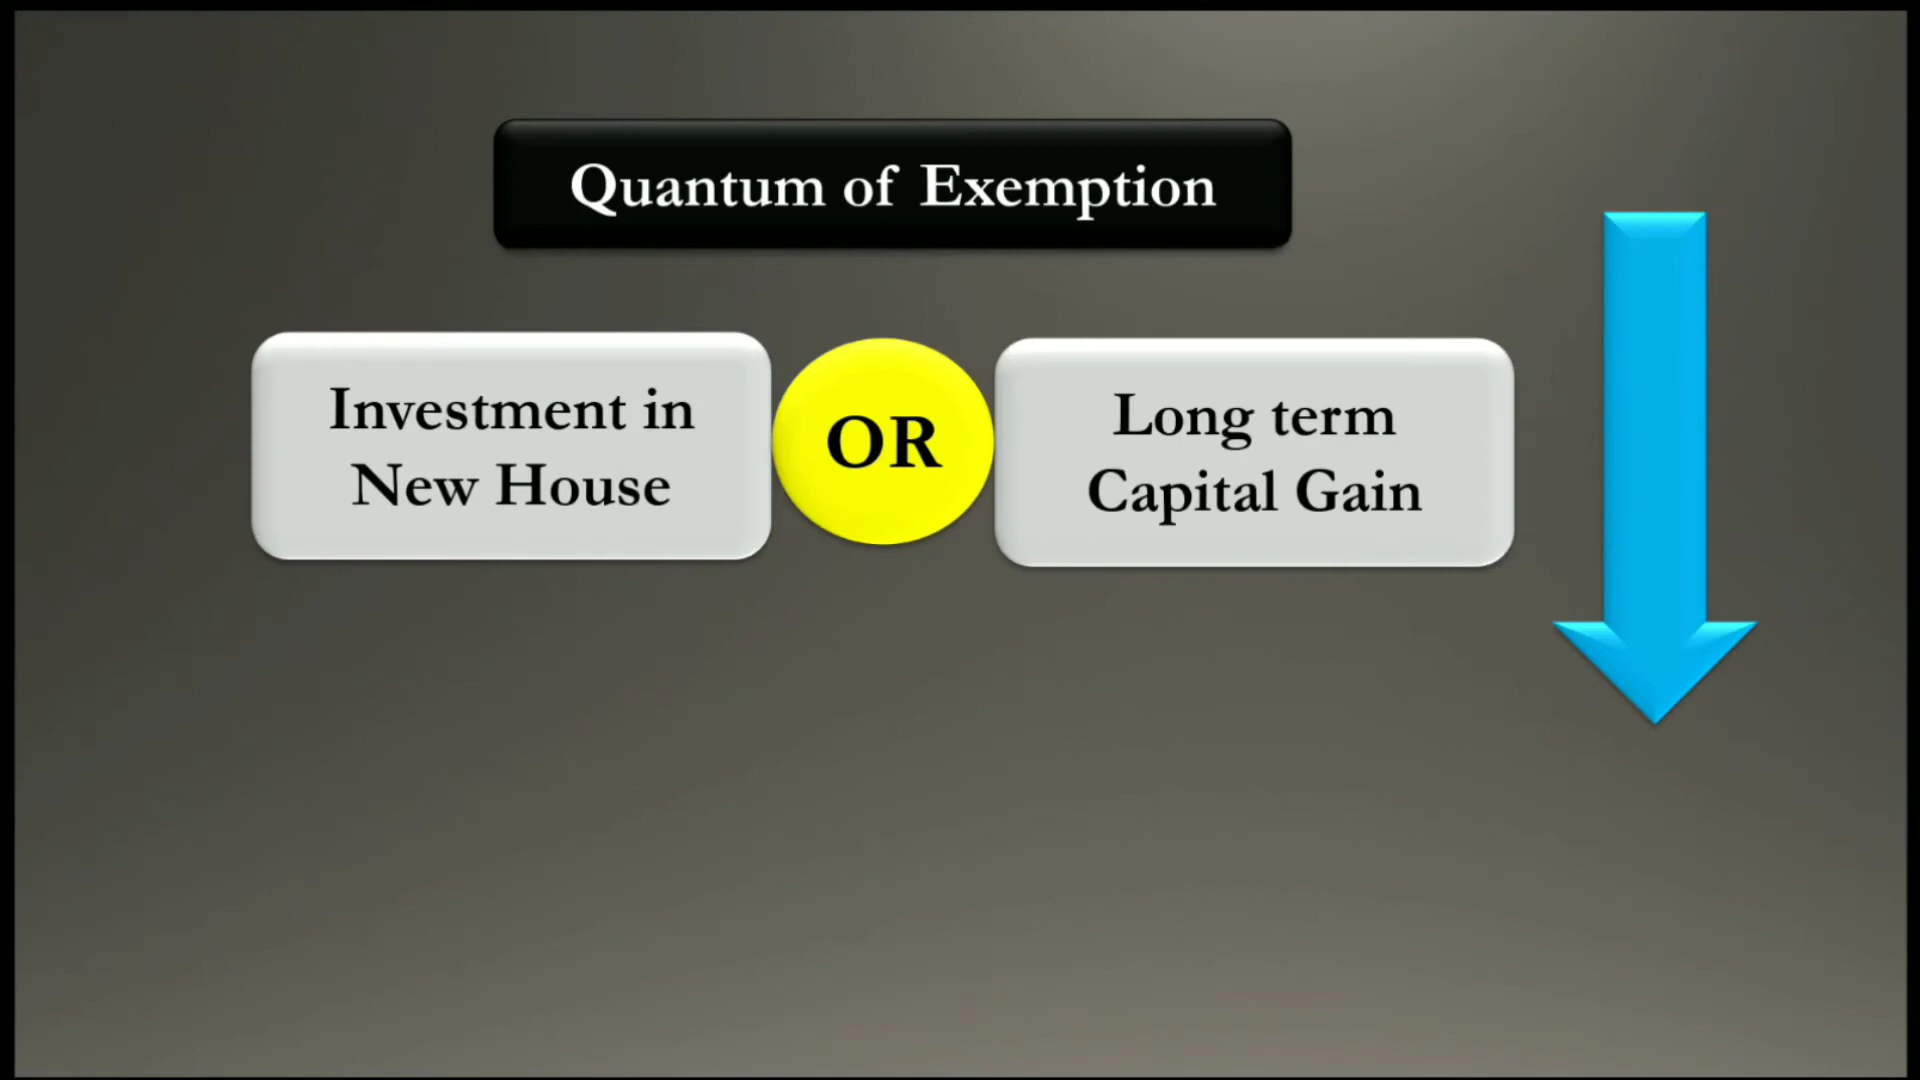 Quantum of Exemption
Investment in
New House
OR
Long term
Capital Gain